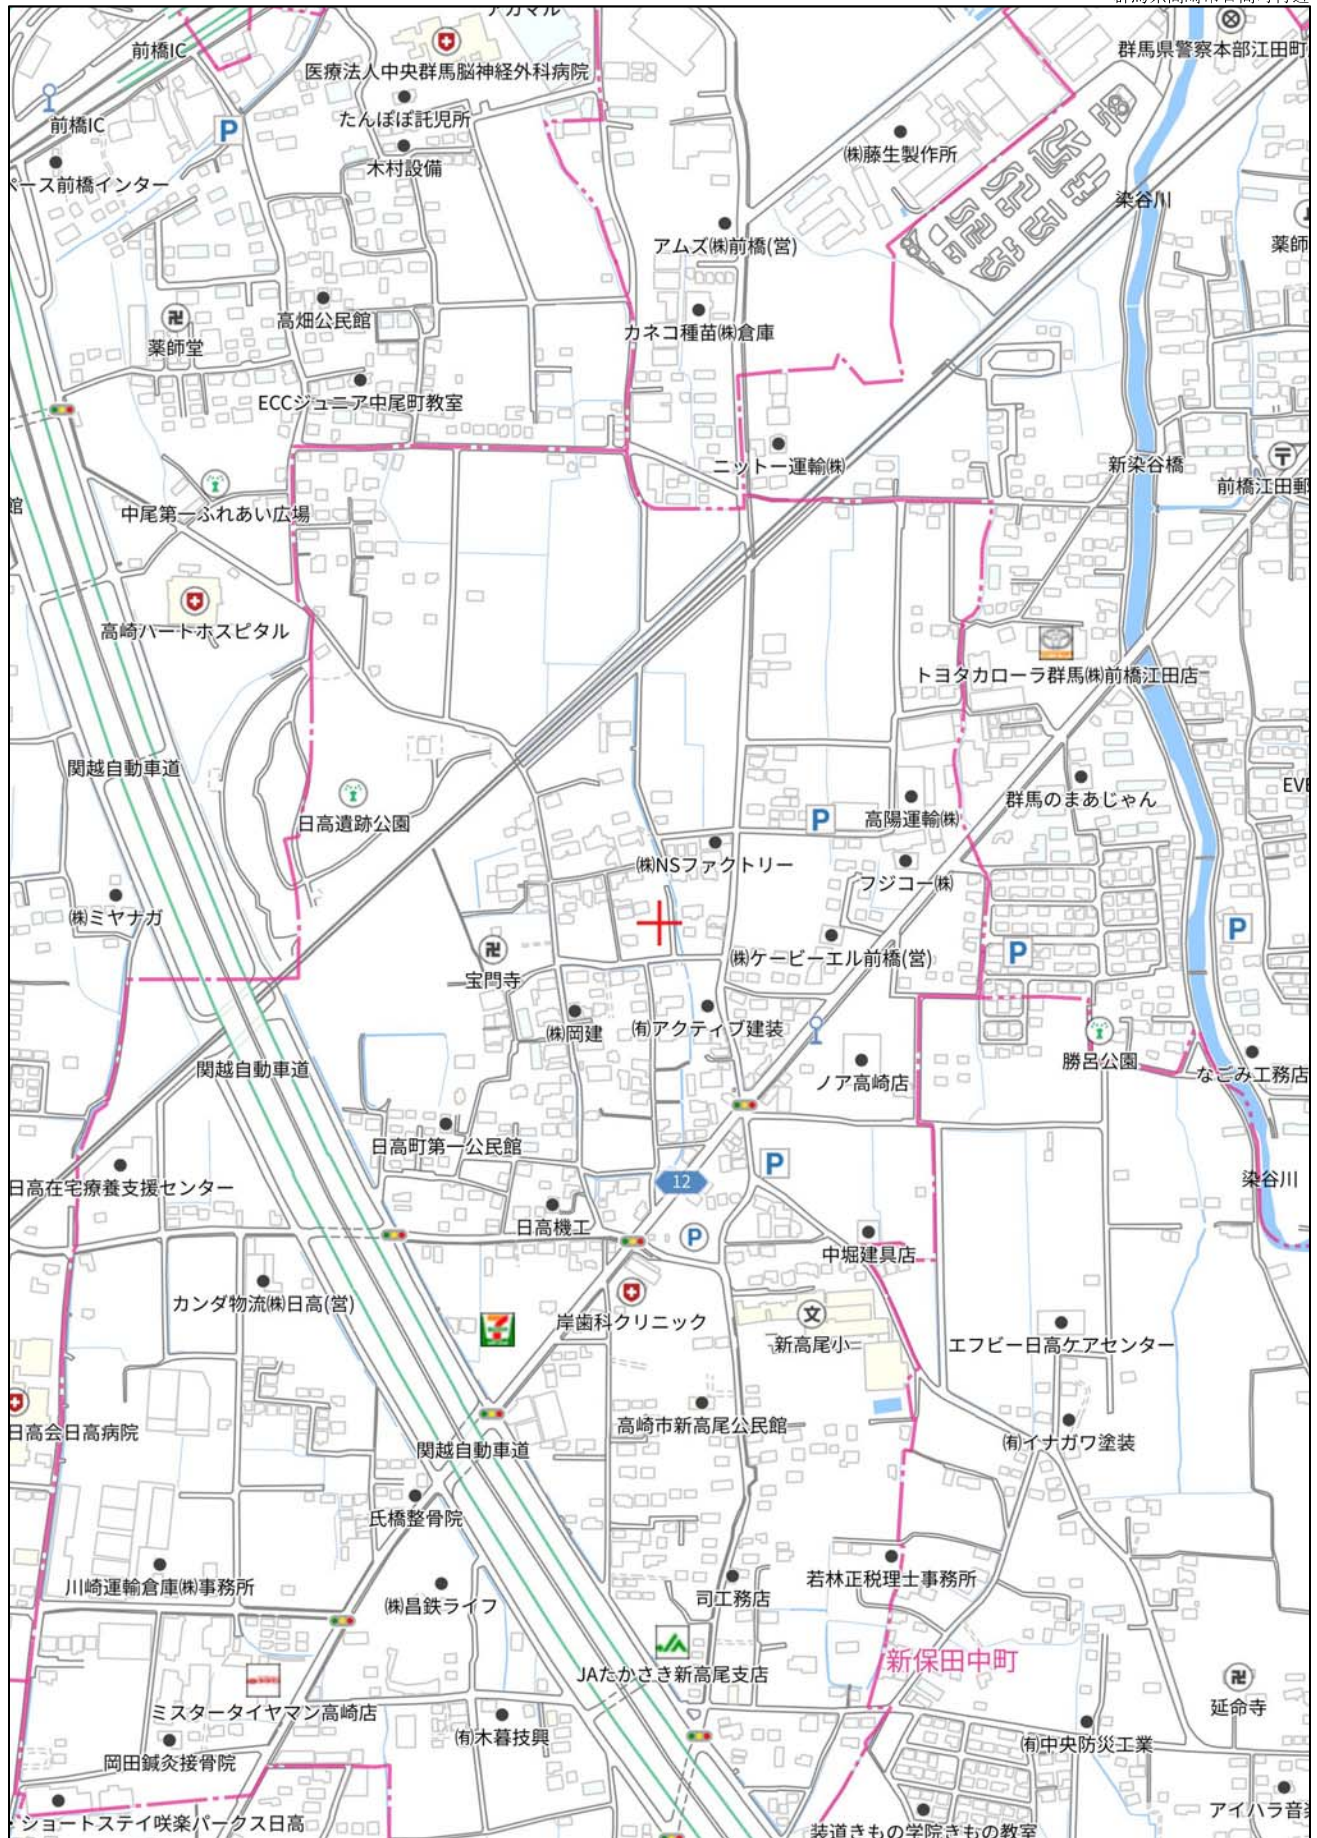 アカマル
前橋IC
医療法人中央群馬脳神経外科病院
群馬県警察本部江田町
前橋IC
たんぽぽ託児所
P
木村設備
㈱藤生製作所
ース前橋インター
染谷川
アムズ㈱前橋(営)
薬師
高畑公民館
カネコ種苗㈱倉庫
薬師堂
ECCジュニア中尾町教室
ニットー運輸㈱
新染谷橋
前橋江田郵
館
中尾第一ふれあい広場
高崎ハートホスピタル
トヨタカローラ群馬㈱前橋江田店
関越自動車道
群馬のまあじゃん
EVE
日高遺跡公園
P
高陽運輸㈱
㈱NSファクトリー
フジコー㈱
㈱ミヤナガ
P
P
㈱ケービーエル前橋(営)
宝門寺
㈱岡建
㈲アクティブ建装
関越自動車道
ノア高崎店
勝呂公園
なごみ工務店
日高町第一公民館
P
12
日高在宅療養支援センター
染谷川
日高機工
P
中堀建具店
カンダ物流㈱日高(営)
岸歯科クリニック
文
新高尾小
エフピー日高ケアセンター
高崎市新高尾公民館
日高会日高病院
㈲イナガワ塗装
関越自動車道
氏橋整骨院
川崎運輸倉庫㈱事務所
若林正税理士事務所
㈱昌鉄ライフ
司工務店
JAたかさき新高尾支店
新保田中町
ミスタータイヤマン高崎店
延命寺
㈲木暮技興
㈲中央防災工業
岡田鍼灸接骨院
アイハラ音楽
ショートステイ咲楽パークス日高
装道きもの学院きもの教室